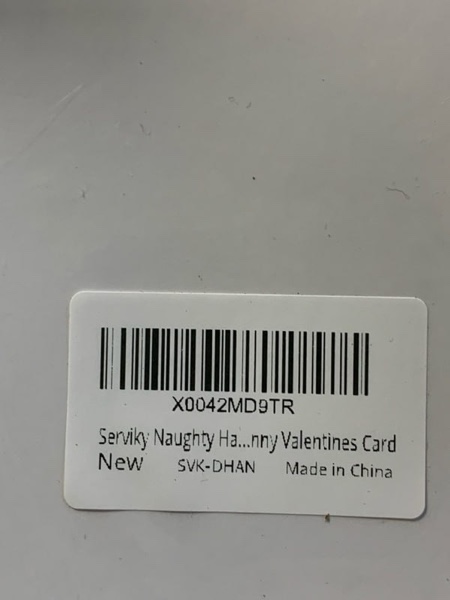 X0042MD9TR
Serviky Naughty Ha...nny Valentines Card
New SVK-DHAN Made in China